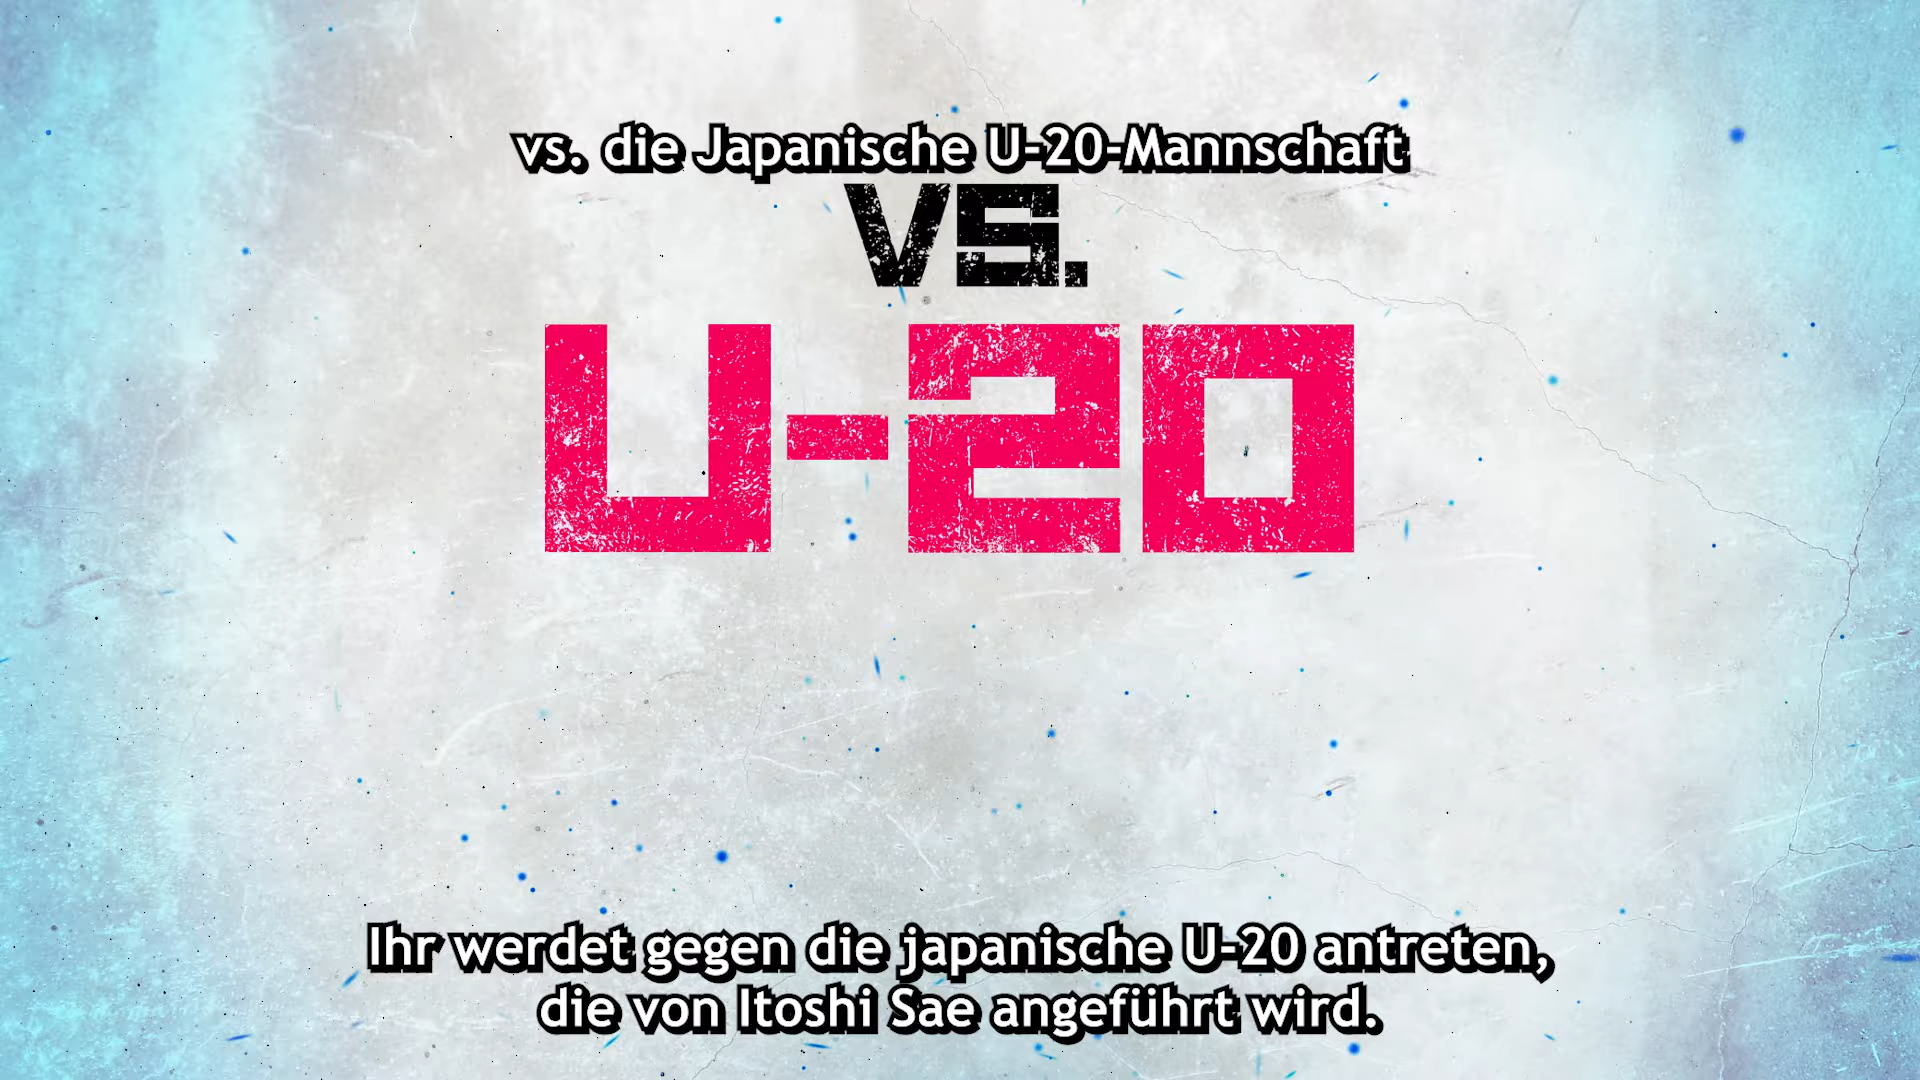 vs. die Japanische U-20-Mannschaft
VS.
U-20
Ihr werdet gegen die japanische U-20 antreten,
die von Itoshi Sae angeführt wird.